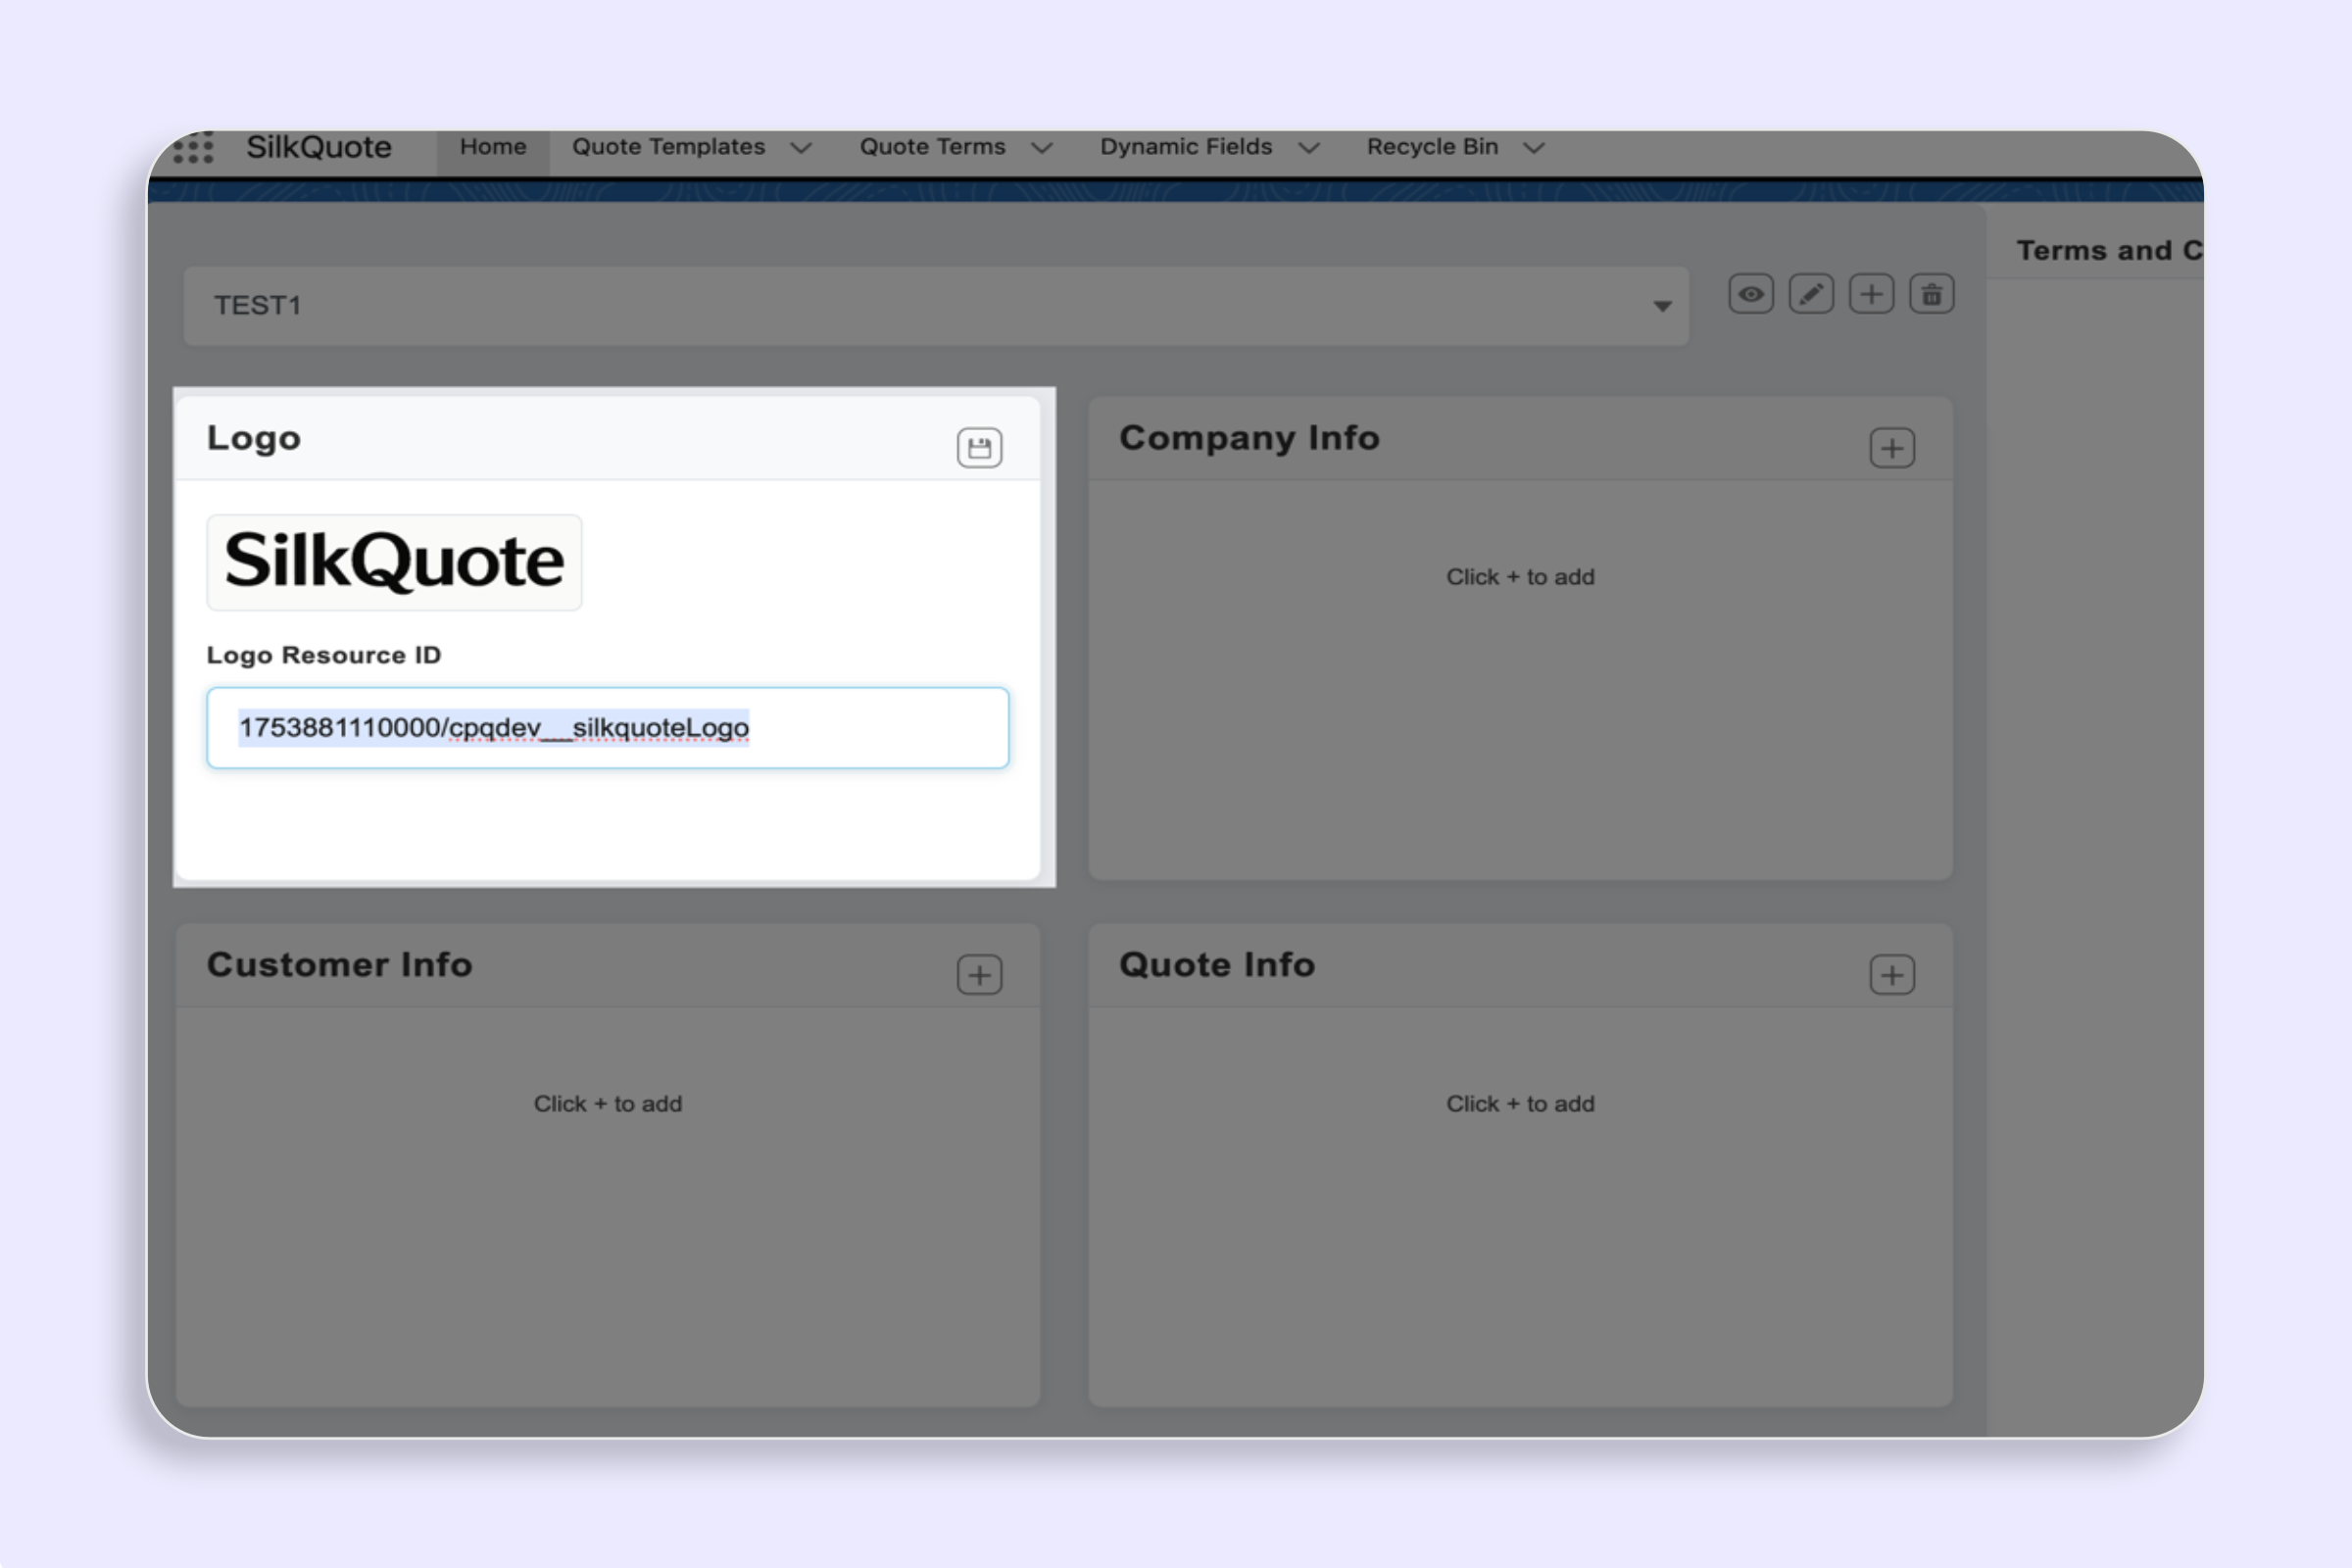 SilkQuote Home Quote Templates Quote Terms Dynamic Fields Recycle Bin
Terms and C
TEST1
Logo
SilkQuote
Logo Resource ID
1753881110000/cpqdev__silkquoteLogo
Company Info
Click + to add
Customer Info
Click + to add
Quote Info
Click + to add